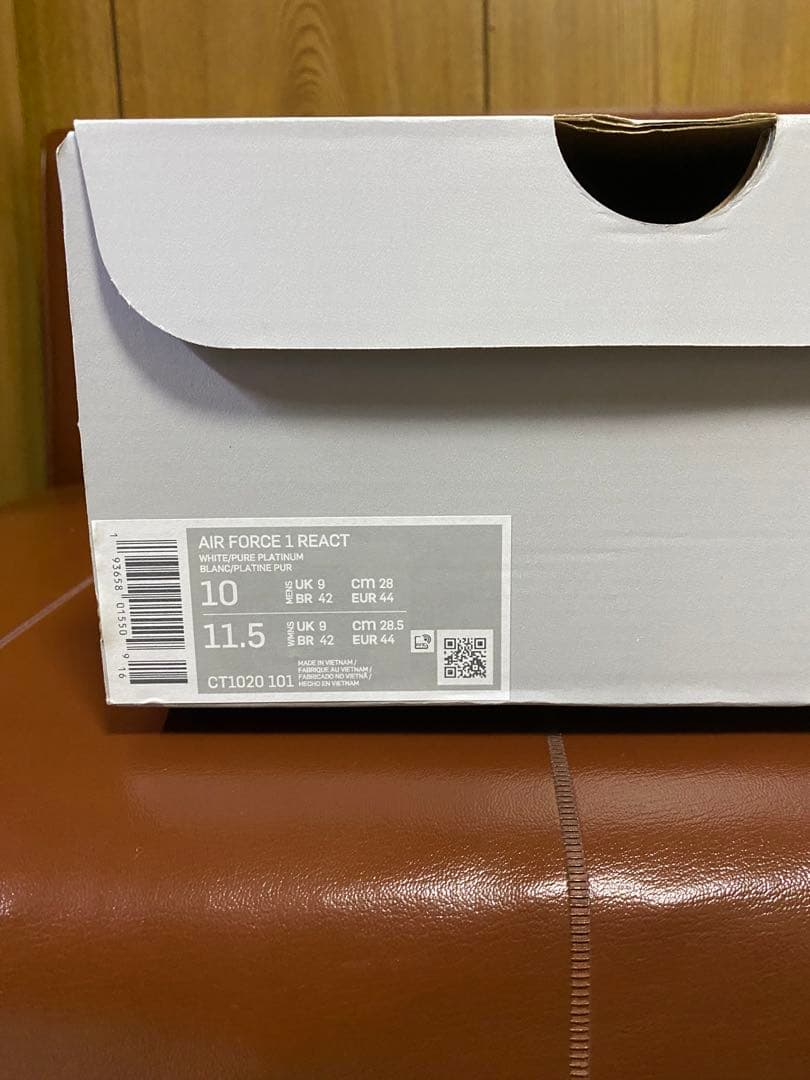 AIR FORCE 1 REACT
WHITE/PURE PLATINUM
BLANC/PLATINE PUR
10 MENS UK 9 cm 28
BR 42 EUR 44
11.5 WMNS UK 9 cm 28.5
BR 42 EUR 44
MADE IN VIETNAM /
FABRIQUE AU VIETNAM /
FABRICADO NO VIETNÃ /
HECHO EN VIETNAM
CT1020 101
1 93658 01550 9 16